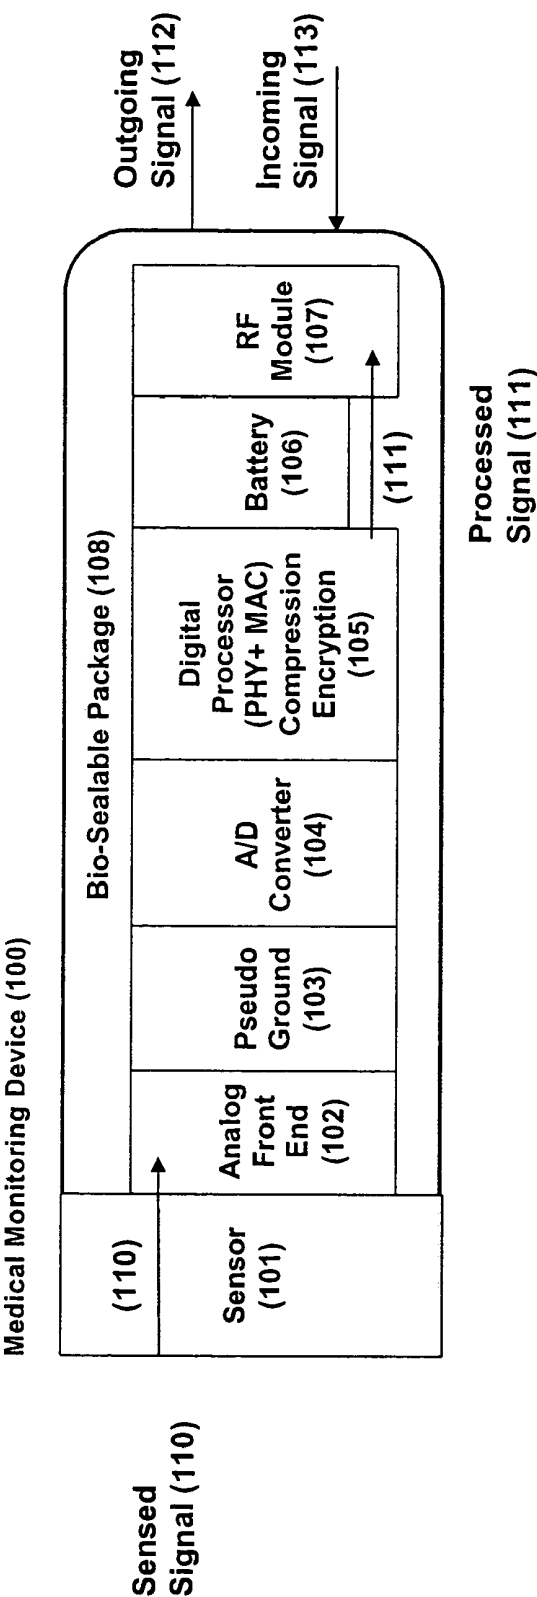 Medical Monitoring Device (100)
Bio-Sealable Package (108)
Sensed
Signal (110)
(110)
Sensor
(101)
Analog
Front
End
(102)
Pseudo
Ground
(103)
A/D
Converter
(104)
Digital
Processor
(PHY+ MAC)
Compression
Encryption
(105)
Battery
(106)
(111)
RF
Module
(107)
Outgoing
Signal (112)
Incoming
Signal (113)
Processed
Signal (111)